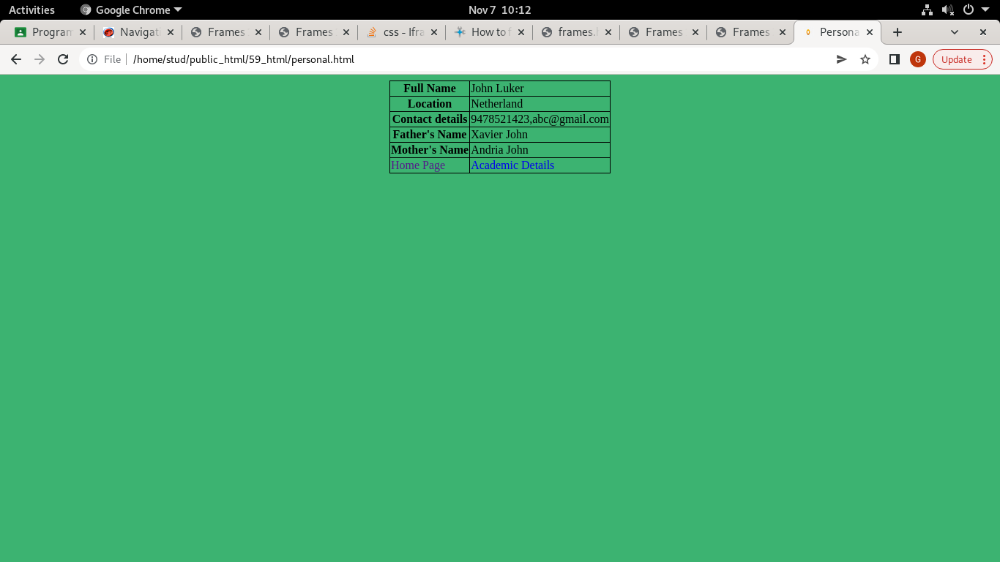 Activities Google Chrome Nov 7 10:12
Program Navigati Frames Frames css - Ifra How to f frames. Frames Frames Persona
File /home/stud/public_html/59_html/personal.html G Update
Full Name John Luker
Location Netherland
Contact details 9478521423,abc@gmail.com
Father's Name Xavier John
Mother's Name Andria John
Home Page Academic Details